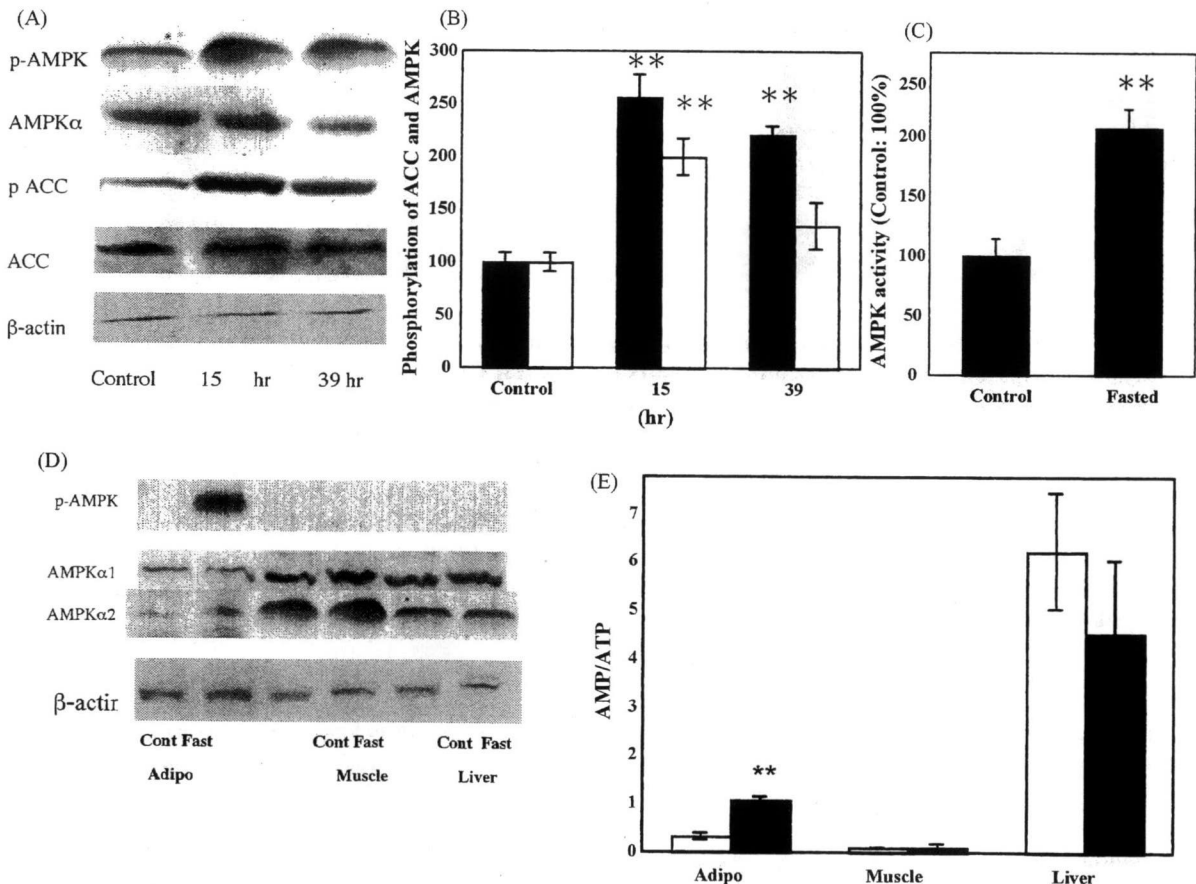 (A)
p-AMPK
AMPKα
p ACC
ACC
β-actin
Control 15 hr 39 hr
(B)
Phosphorylation of ACC and AMPK
300
250
200
150
100
50
0
** ** **
Control 15 39
(hr)
(C)
AMPK activity (Control: 100%)
250
200
150
100
50
0
**
Control Fasted
(D)
p-AMPK
AMPKα1
AMPKα2
β-actin
Cont Fast Cont Fast Cont Fast
Adipo Muscle Liver
(E)
AMP/ATP
7
6
5
4
3
2
1
0
**
Adipo Muscle Liver